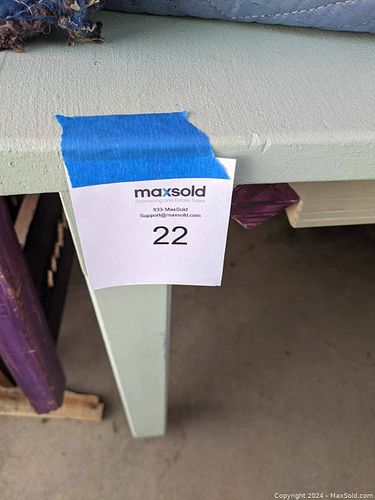 maxsold
Downsizing and Estate Sales
833-MaxSold
Support@maxsold.com
22
Copyright 2024 - MaxSold.com